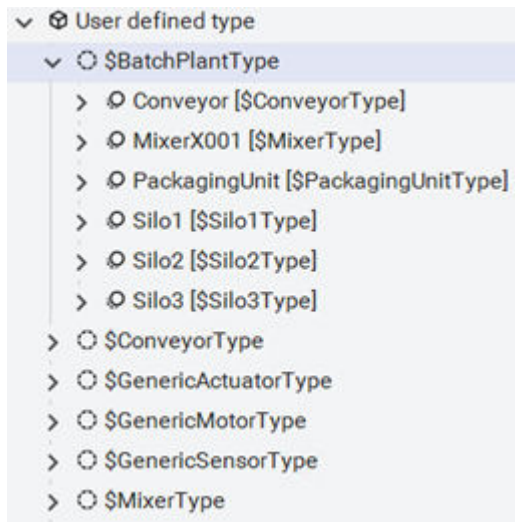 User defined type
$BatchPlantType
Conveyor [$ConveyorType]
MixerX001 [$MixerType]
PackagingUnit [$PackagingUnitType]
Silo1 [$Silo1Type]
Silo2 [$Silo2Type]
Silo3 [$Silo3Type]
$ConveyorType
$GenericActuatorType
$GenericMotorType
$GenericSensorType
$MixerType